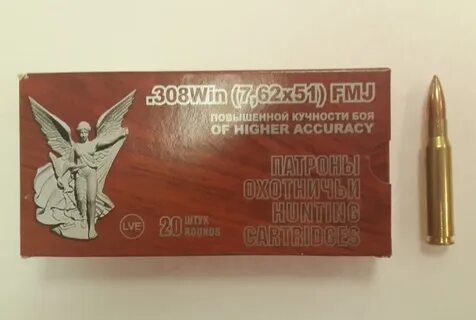 .308Win (7,62x51) FMJ
ПОВЫШЕННОЙ КУЧНОСТИ БОЯ
OF HIGHER ACCURACY
ПАТРОНЫ
ОХОТНИЧЬИ
HUNTING
CARTRIDGES
LVE
20 ШТУК
ROUNDS